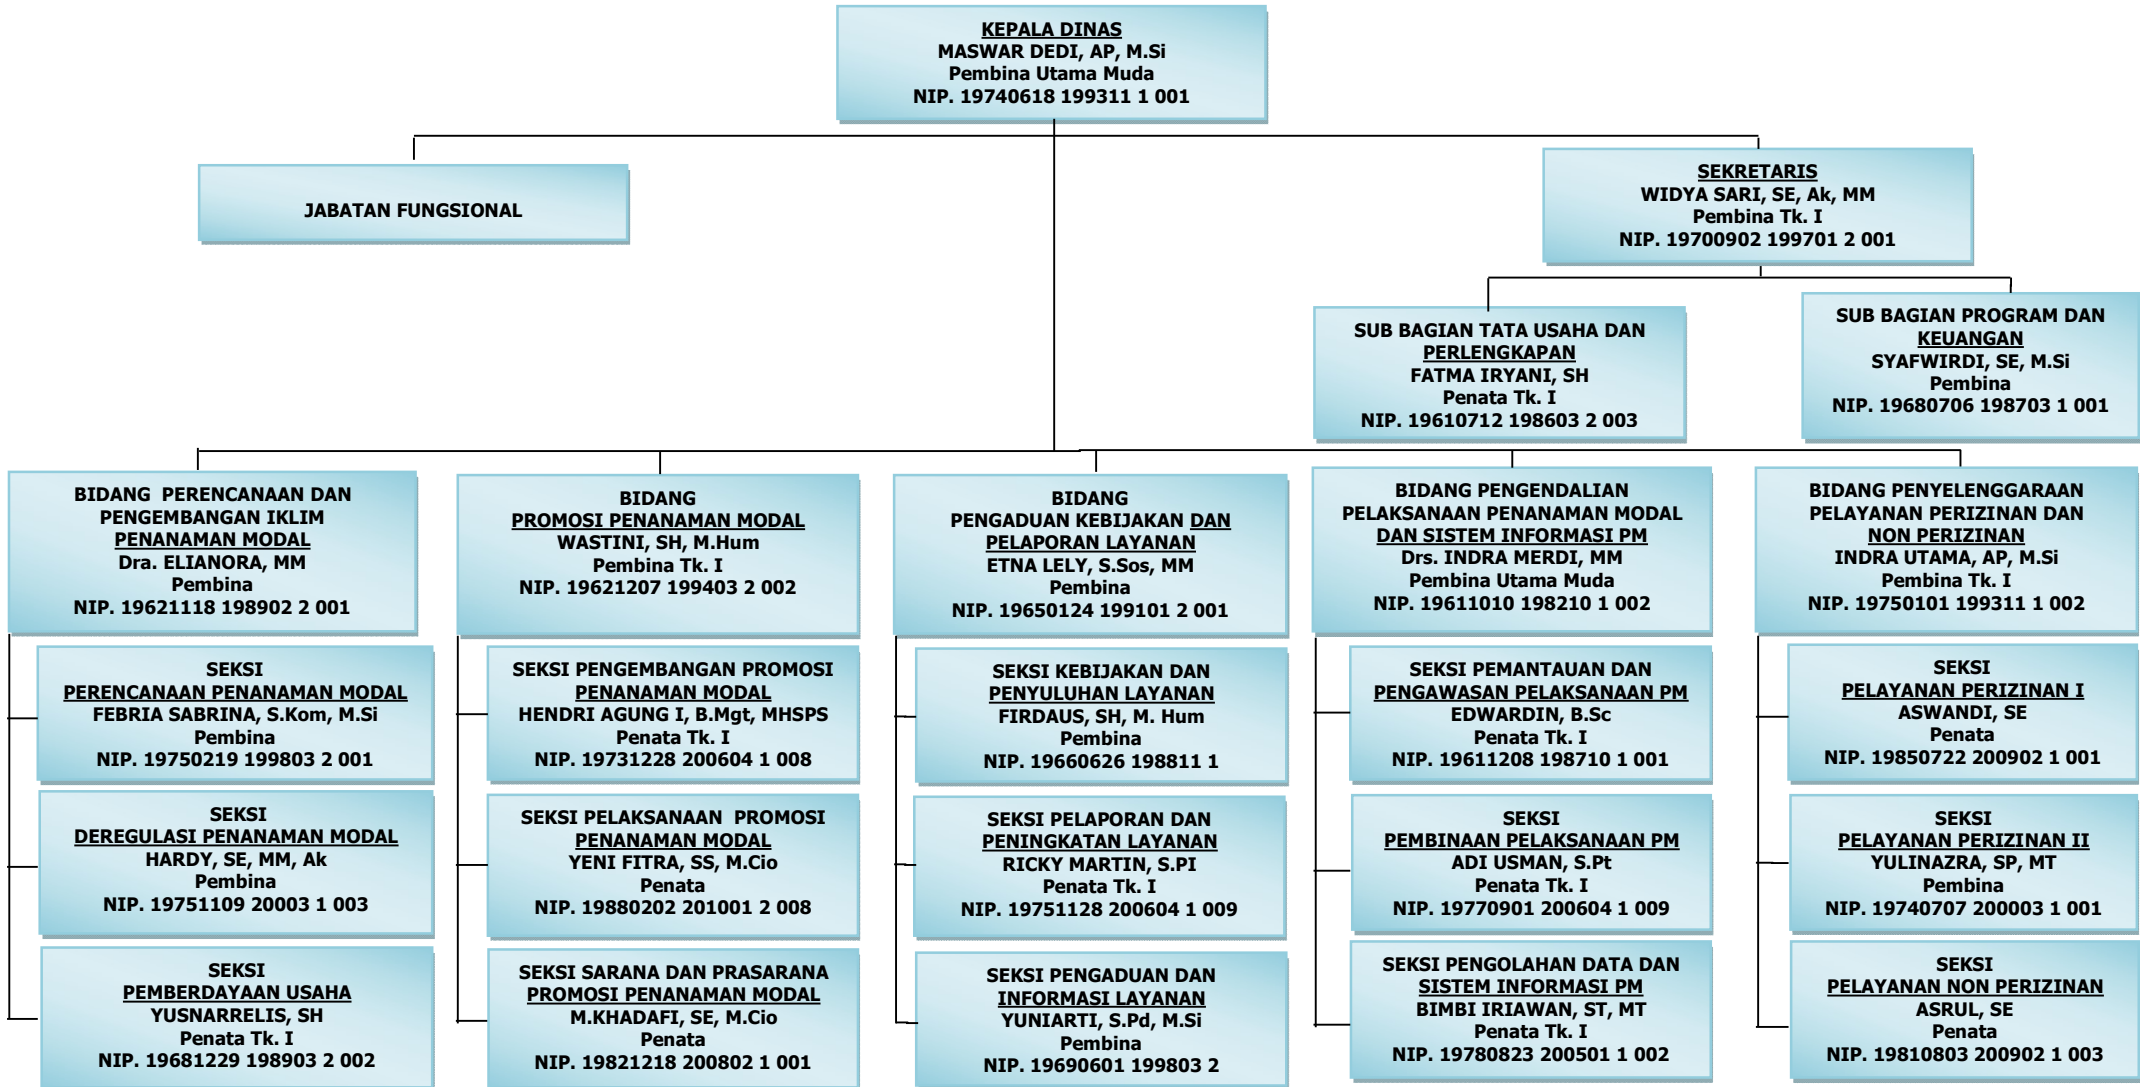 KEPALA DINAS
MASWAR DEDI, AP, M.Si
Pembina Utama Muda
NIP. 19740618 199311 1 001
JABATAN FUNGSIONAL
SEKRETARIS
WIDYA SARI, SE, Ak, MM
Pembina Tk. I
NIP. 19700902 199701 2 001
SUB BAGIAN TATA USAHA DAN
PERLENGKAPAN
FATMA IRYANI, SH
Penata Tk. I
NIP. 19610712 198603 2 003
SUB BAGIAN PROGRAM DAN
KEUANGAN
SYAFWIRDI, SE, M.Si
Pembina
NIP. 19680706 198703 1 001
BIDANG PERENCANAAN DAN
PENGEMBANGAN IKLIM
PENANAMAN MODAL
Dra. ELIANORA, MM
Pembina
NIP. 19621118 198902 2 001
SEKSI
PERENCANAAN PENANAMAN MODAL
FEBRIA SABRINA, S.Kom, M.Si
Pembina
NIP. 19750219 199803 2 001
SEKSI
DEREGULASI PENANAMAN MODAL
HARDY, SE, MM, Ak
Pembina
NIP. 19751109 20003 1 003
SEKSI
PEMBERDAYAAN USAHA
YUSNARRELIS, SH
Penata Tk. I
NIP. 19681229 198903 2 002
BIDANG
PROMOSI PENANAMAN MODAL
WASTINI, SH, M.Hum
Pembina Tk. I
NIP. 19621207 199403 2 002
SEKSI PENGEMBANGAN PROMOSI
PENANAMAN MODAL
HENDRI AGUNG I, B.Mgt, MHSPS
Penata Tk. I
NIP. 19731228 200604 1 008
SEKSI PELAKSANAAN PROMOSI
PENANAMAN MODAL
YENI FITRA, SS, M.Cio
Penata
NIP. 19880202 201001 2 008
SEKSI SARANA DAN PRASARANA
PROMOSI PENANAMAN MODAL
M.KHADAFI, SE, M.Cio
Penata
NIP. 19821218 200802 1 001
BIDANG
PENGADUAN KEBIJAKAN DAN
PELAPORAN LAYANAN
ETNA LELY, S.Sos, MM
Pembina
NIP. 19650124 199101 2 001
SEKSI KEBIJAKAN DAN
PENYULUHAN LAYANAN
FIRDAUS, SH, M. Hum
Pembina
NIP. 19660626 198811 1
SEKSI PELAPORAN DAN
PENINGKATAN LAYANAN
RICKY MARTIN, S.PI
Penata Tk. I
NIP. 19751128 200604 1 009
SEKSI PENGADUAN DAN
INFORMASI LAYANAN
YUNIARTI, S.Pd, M.Si
Pembina
NIP. 19690601 199803 2
BIDANG PENGENDALIAN
PELAKSANAAN PENANAMAN MODAL
DAN SISTEM INFORMASI PM
Drs. INDRA MERDI, MM
Pembina Utama Muda
NIP. 19611010 198210 1 002
SEKSI PEMANTAUAN DAN
PENGAWASAN PELAKSANAAN PM
EDWARDIN, B.Sc
Penata Tk. I
NIP. 19611208 198710 1 001
SEKSI
PEMBINAAN PELAKSANAAN PM
ADI USMAN, S.Pt
Penata Tk. I
NIP. 19770901 200604 1 009
SEKSI PENGOLAHAN DATA DAN
SISTEM INFORMASI PM
BIMBI IRIAWAN, ST, MT
Penata Tk. I
NIP. 19780823 200501 1 002
BIDANG PENYELENGGARAAN
PELAYANAN PERIZINAN DAN
NON PERIZINAN
INDRA UTAMA, AP, M.Si
Pembina Tk. I
NIP. 19750101 199311 1 002
SEKSI
PELAYANAN PERIZINAN I
ASWANDI, SE
Penata
NIP. 19850722 200902 1 001
SEKSI
PELAYANAN PERIZINAN II
YULINAZRA, SP, MT
Pembina
NIP. 19740707 200003 1 001
SEKSI
PELAYANAN NON PERIZINAN
ASRUL, SE
Penata
NIP. 19810803 200902 1 003